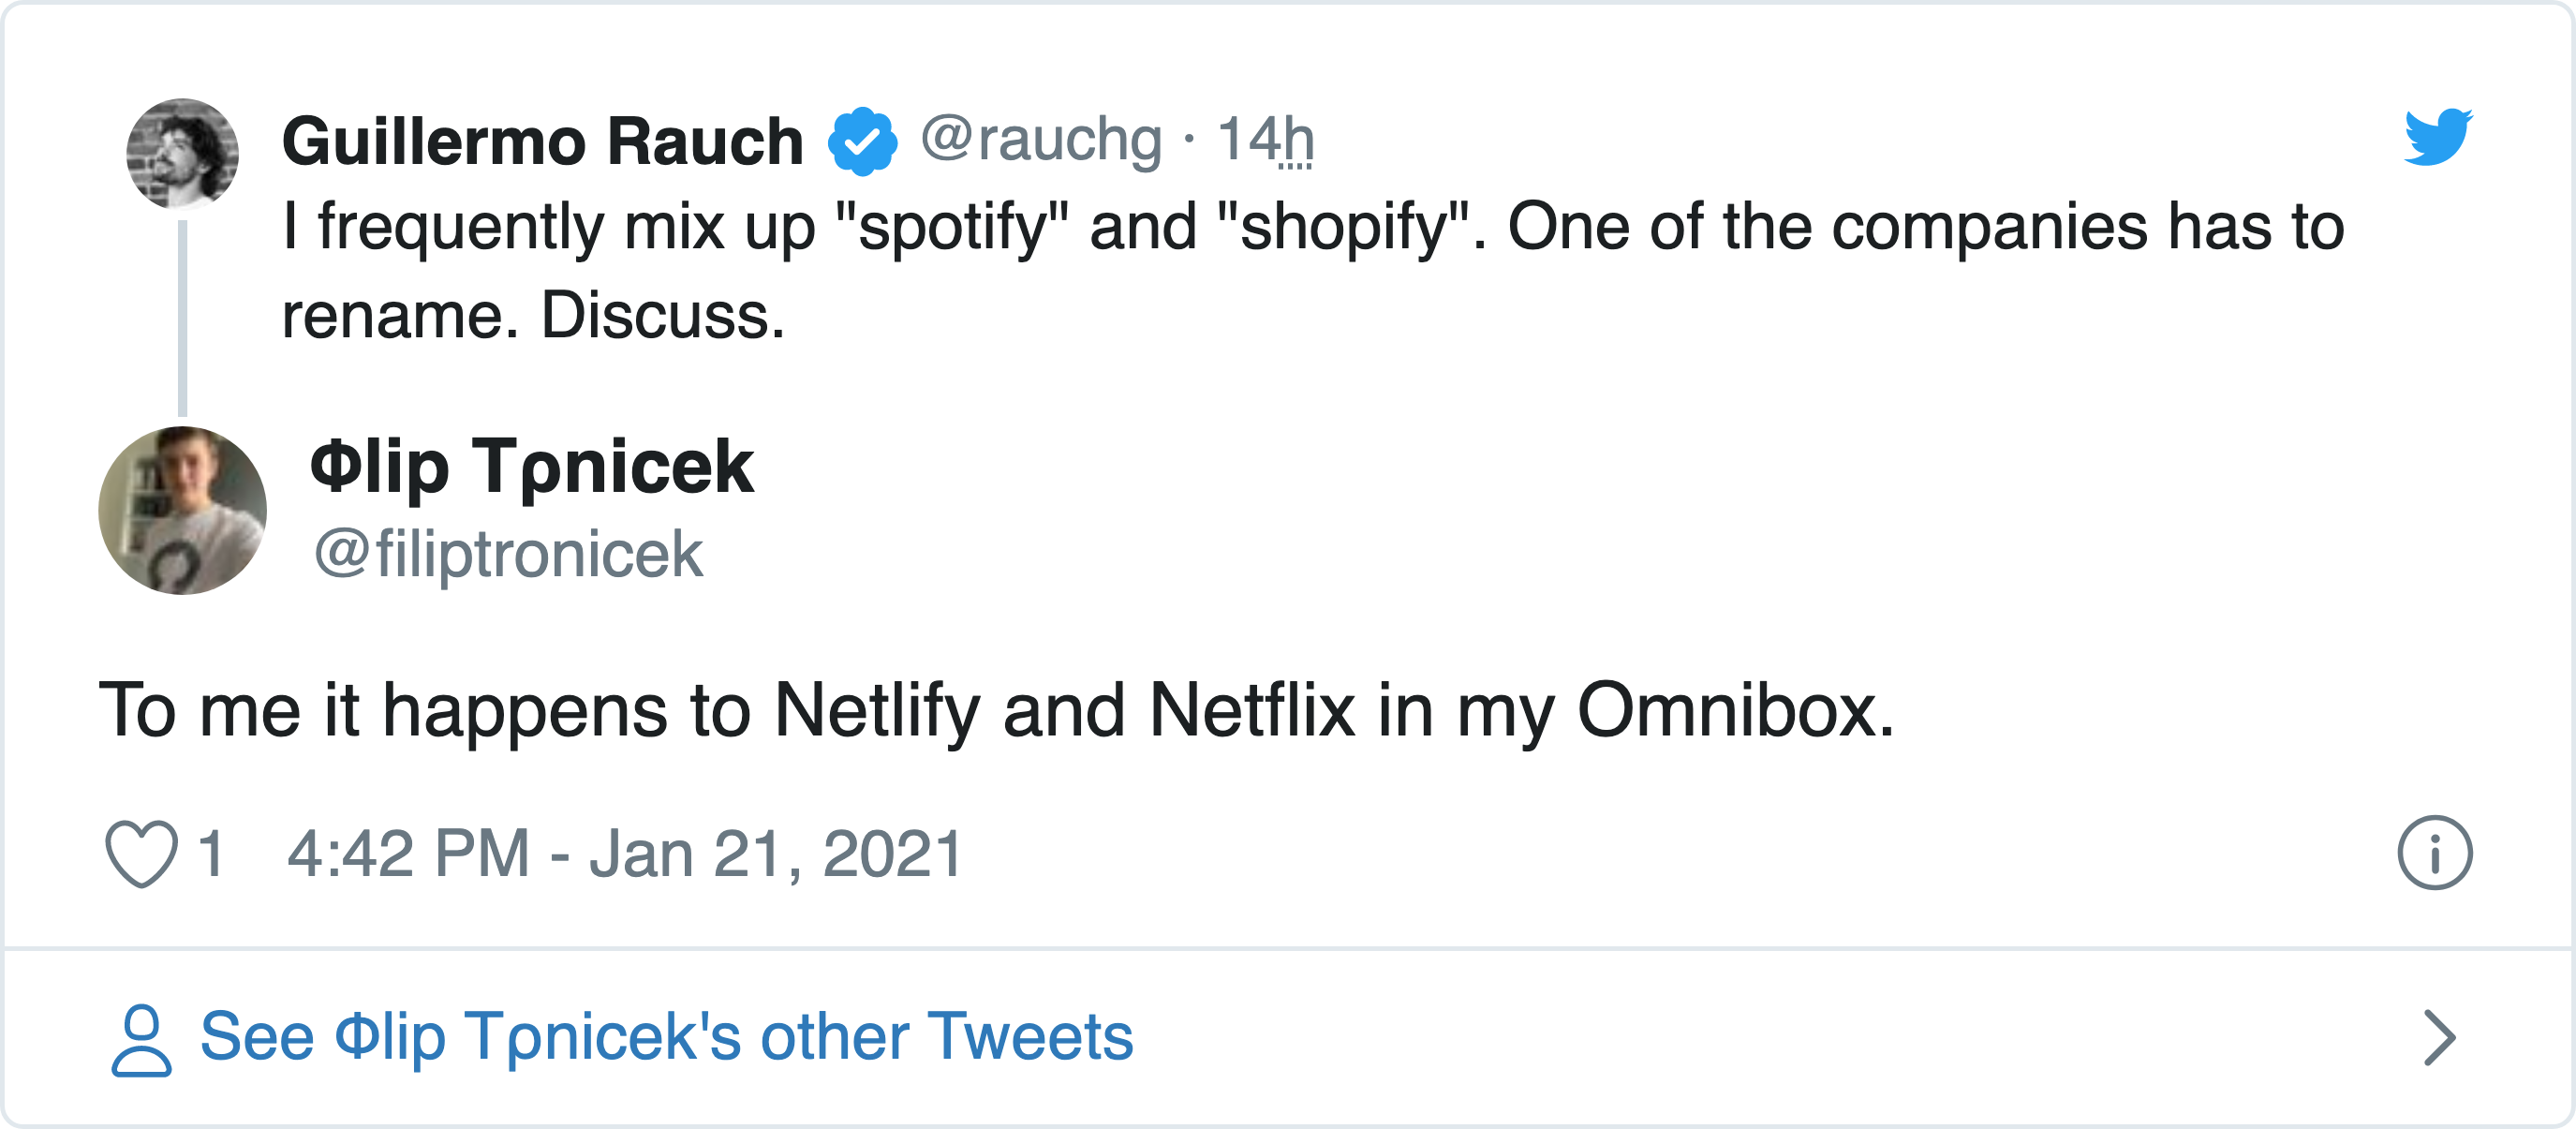 Guillermo Rauch @rauchg · 14h
I frequently mix up "spotify" and "shopify". One of the companies has to
rename. Discuss.
Φlip Tρnicek
@filiptronicek
To me it happens to Netlify and Netflix in my Omnibox.
1 4:42 PM - Jan 21, 2021
See Φlip Tρnicek's other Tweets